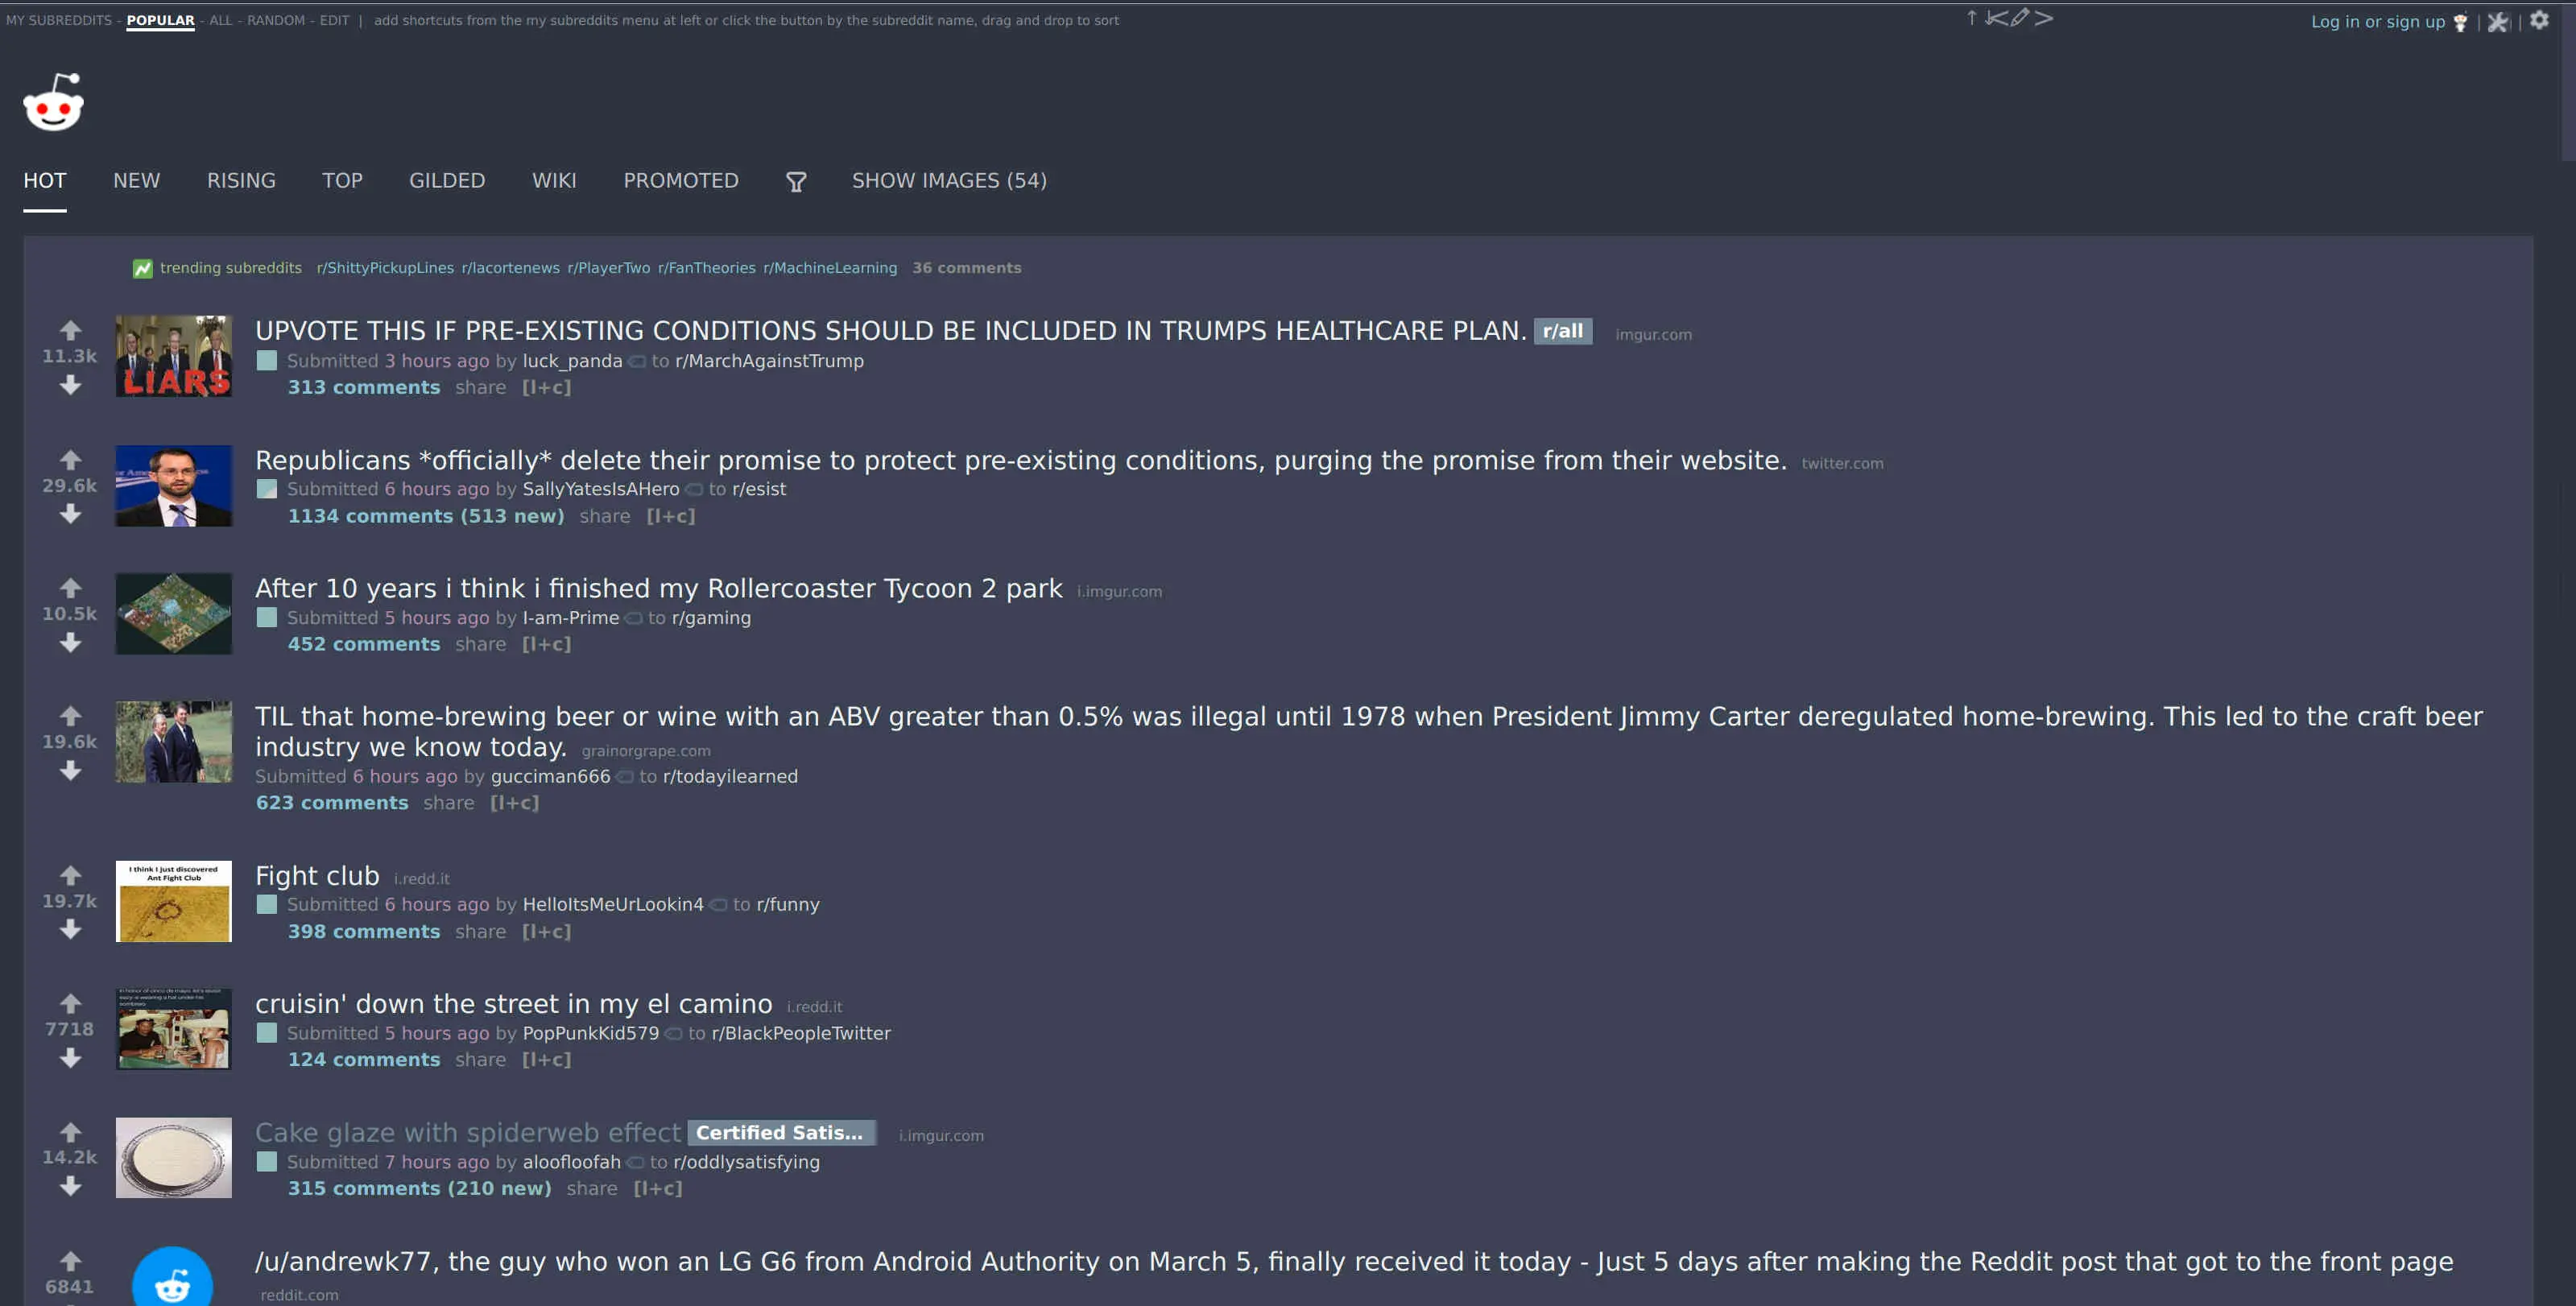 MY SUBREDDITS - POPULAR - ALL - RANDOM - EDIT | add shortcuts from the my subreddits menu at left or click the button by the subreddit name, drag and drop to sort
Log in or sign up | |
HOT NEW RISING TOP GILDED WIKI PROMOTED SHOW IMAGES (54)
trending subreddits r/ShittyPickupLines r/lacortenews r/PlayerTwo r/FanTheories r/MachineLearning 36 comments
11.3k
LIARS
UPVOTE THIS IF PRE-EXISTING CONDITIONS SHOULD BE INCLUDED IN TRUMPS HEALTHCARE PLAN. r/all imgur.com
Submitted 3 hours ago by luck_panda to r/MarchAgainstTrump
313 comments share [l+c]
29.6k
Republicans *officially* delete their promise to protect pre-existing conditions, purging the promise from their website. twitter.com
Submitted 6 hours ago by SallyYatesIsAHero to r/esist
1134 comments (513 new) share [l+c]
10.5k
After 10 years i think i finished my Rollercoaster Tycoon 2 park i.imgur.com
Submitted 5 hours ago by I-am-Prime to r/gaming
452 comments share [l+c]
19.6k
TIL that home-brewing beer or wine with an ABV greater than 0.5% was illegal until 1978 when President Jimmy Carter deregulated home-brewing. This led to the craft beer
industry we know today. grainorgrape.com
Submitted 6 hours ago by gucciman666 to r/todayilearned
623 comments share [l+c]
19.7k
I think I just discovered
Ant Fight Club
Fight club i.redd.it
Submitted 6 hours ago by HelloItsMeUrLookin4 to r/funny
398 comments share [l+c]
7718
cruisin' down the street in my el camino i.redd.it
Submitted 5 hours ago by PopPunkKid579 to r/BlackPeopleTwitter
124 comments share [l+c]
14.2k
Cake glaze with spiderweb effect Certified Satis... i.imgur.com
Submitted 7 hours ago by aloofloofah to r/oddlysatisfying
315 comments (210 new) share [l+c]
6841
/u/andrewk77, the guy who won an LG G6 from Android Authority on March 5, finally received it today - Just 5 days after making the Reddit post that got to the front page
reddit.com